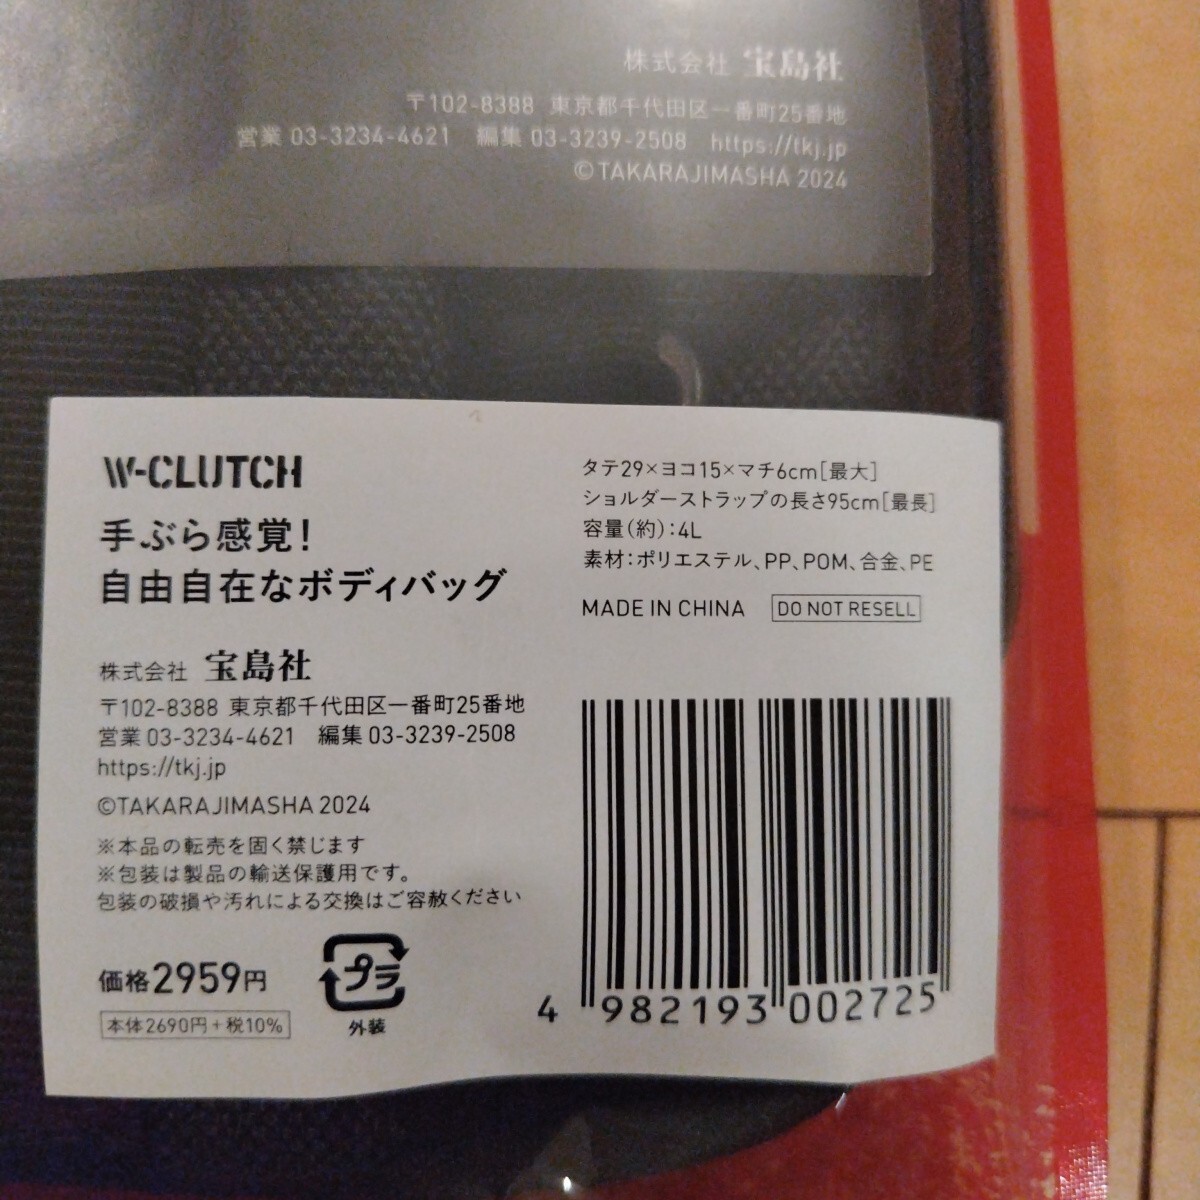 株式会社 宝島社
〒102-8388 東京都千代田区一番町25番地
営業 03-3234-4621 編集 03-3239-2508 https://tkj.jp
©TAKARAJIMASHA 2024
W-CLUTCH
手ぶら感覚!
自由自在なボディバッグ
株式会社 宝島社
〒102-8388 東京都千代田区一番町25番地
営業 03-3234-4621 編集 03-3239-2508
https://tkj.jp
©TAKARAJIMASHA 2024
※本品の転売を固く禁じます
※包装は製品の輸送保護用です。
包装の破損や汚れによる交換はご容赦ください
価格2959円
本体2690円+税10%
プラ
外装
タテ29×ヨコ15×マチ6cm[最大]
ショルダーストラップの長さ95cm[最長]
容量(約):4L
素材:ポリエステル、PP、POM、合金、PE
MADE IN CHINA DO NOT RESELL
4 982193 002725